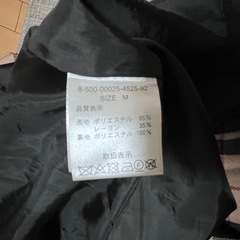 8-500-00025-4525-82
SIZE M
品質表示
表地 ポリエステル 65%
レーヨン 35%
裏地 ポリエステル 100%
取扱表示